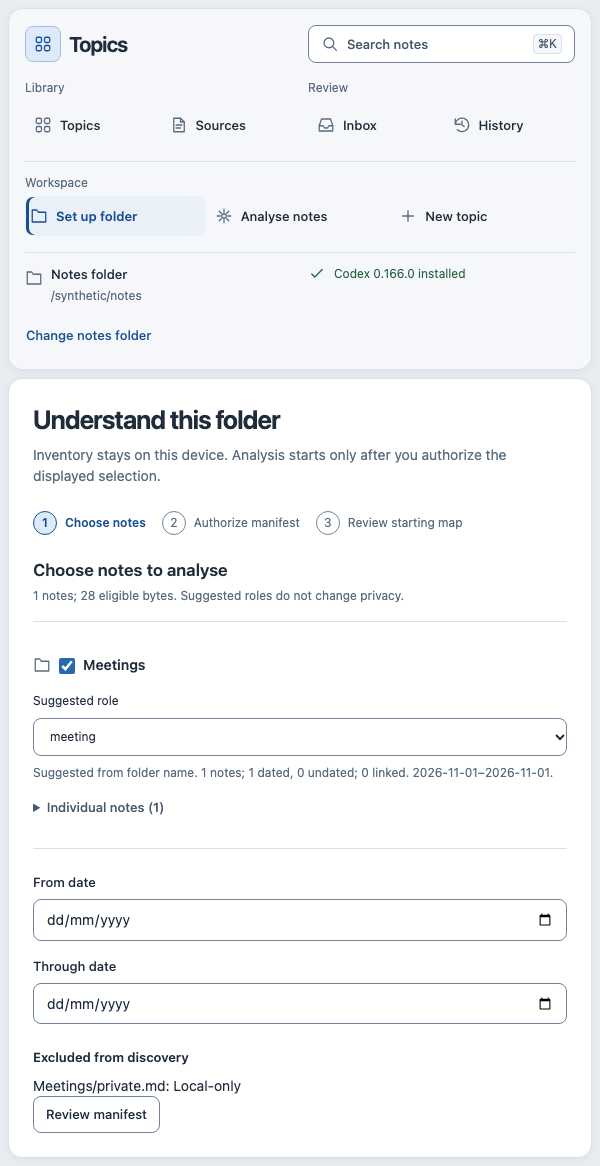 Topics
Search notes ⌘K
Library
Review
Topics
Sources
Inbox
History
Workspace
Set up folder
Analyse notes
New topic
Notes folder
/synthetic/notes
Codex 0.166.0 installed
Change notes folder
Understand this folder
Inventory stays on this device. Analysis starts only after you authorize the
displayed selection.
1 Choose notes
2 Authorize manifest
3 Review starting map
Choose notes to analyse
1 notes; 28 eligible bytes. Suggested roles do not change privacy.
Meetings
Suggested role
meeting
Suggested from folder name. 1 notes; 1 dated, 0 undated; 0 linked. 2026-11-01–2026-11-01.
Individual notes (1)
From date
dd/mm/yyyy
Through date
dd/mm/yyyy
Excluded from discovery
Meetings/private.md: Local-only
Review manifest